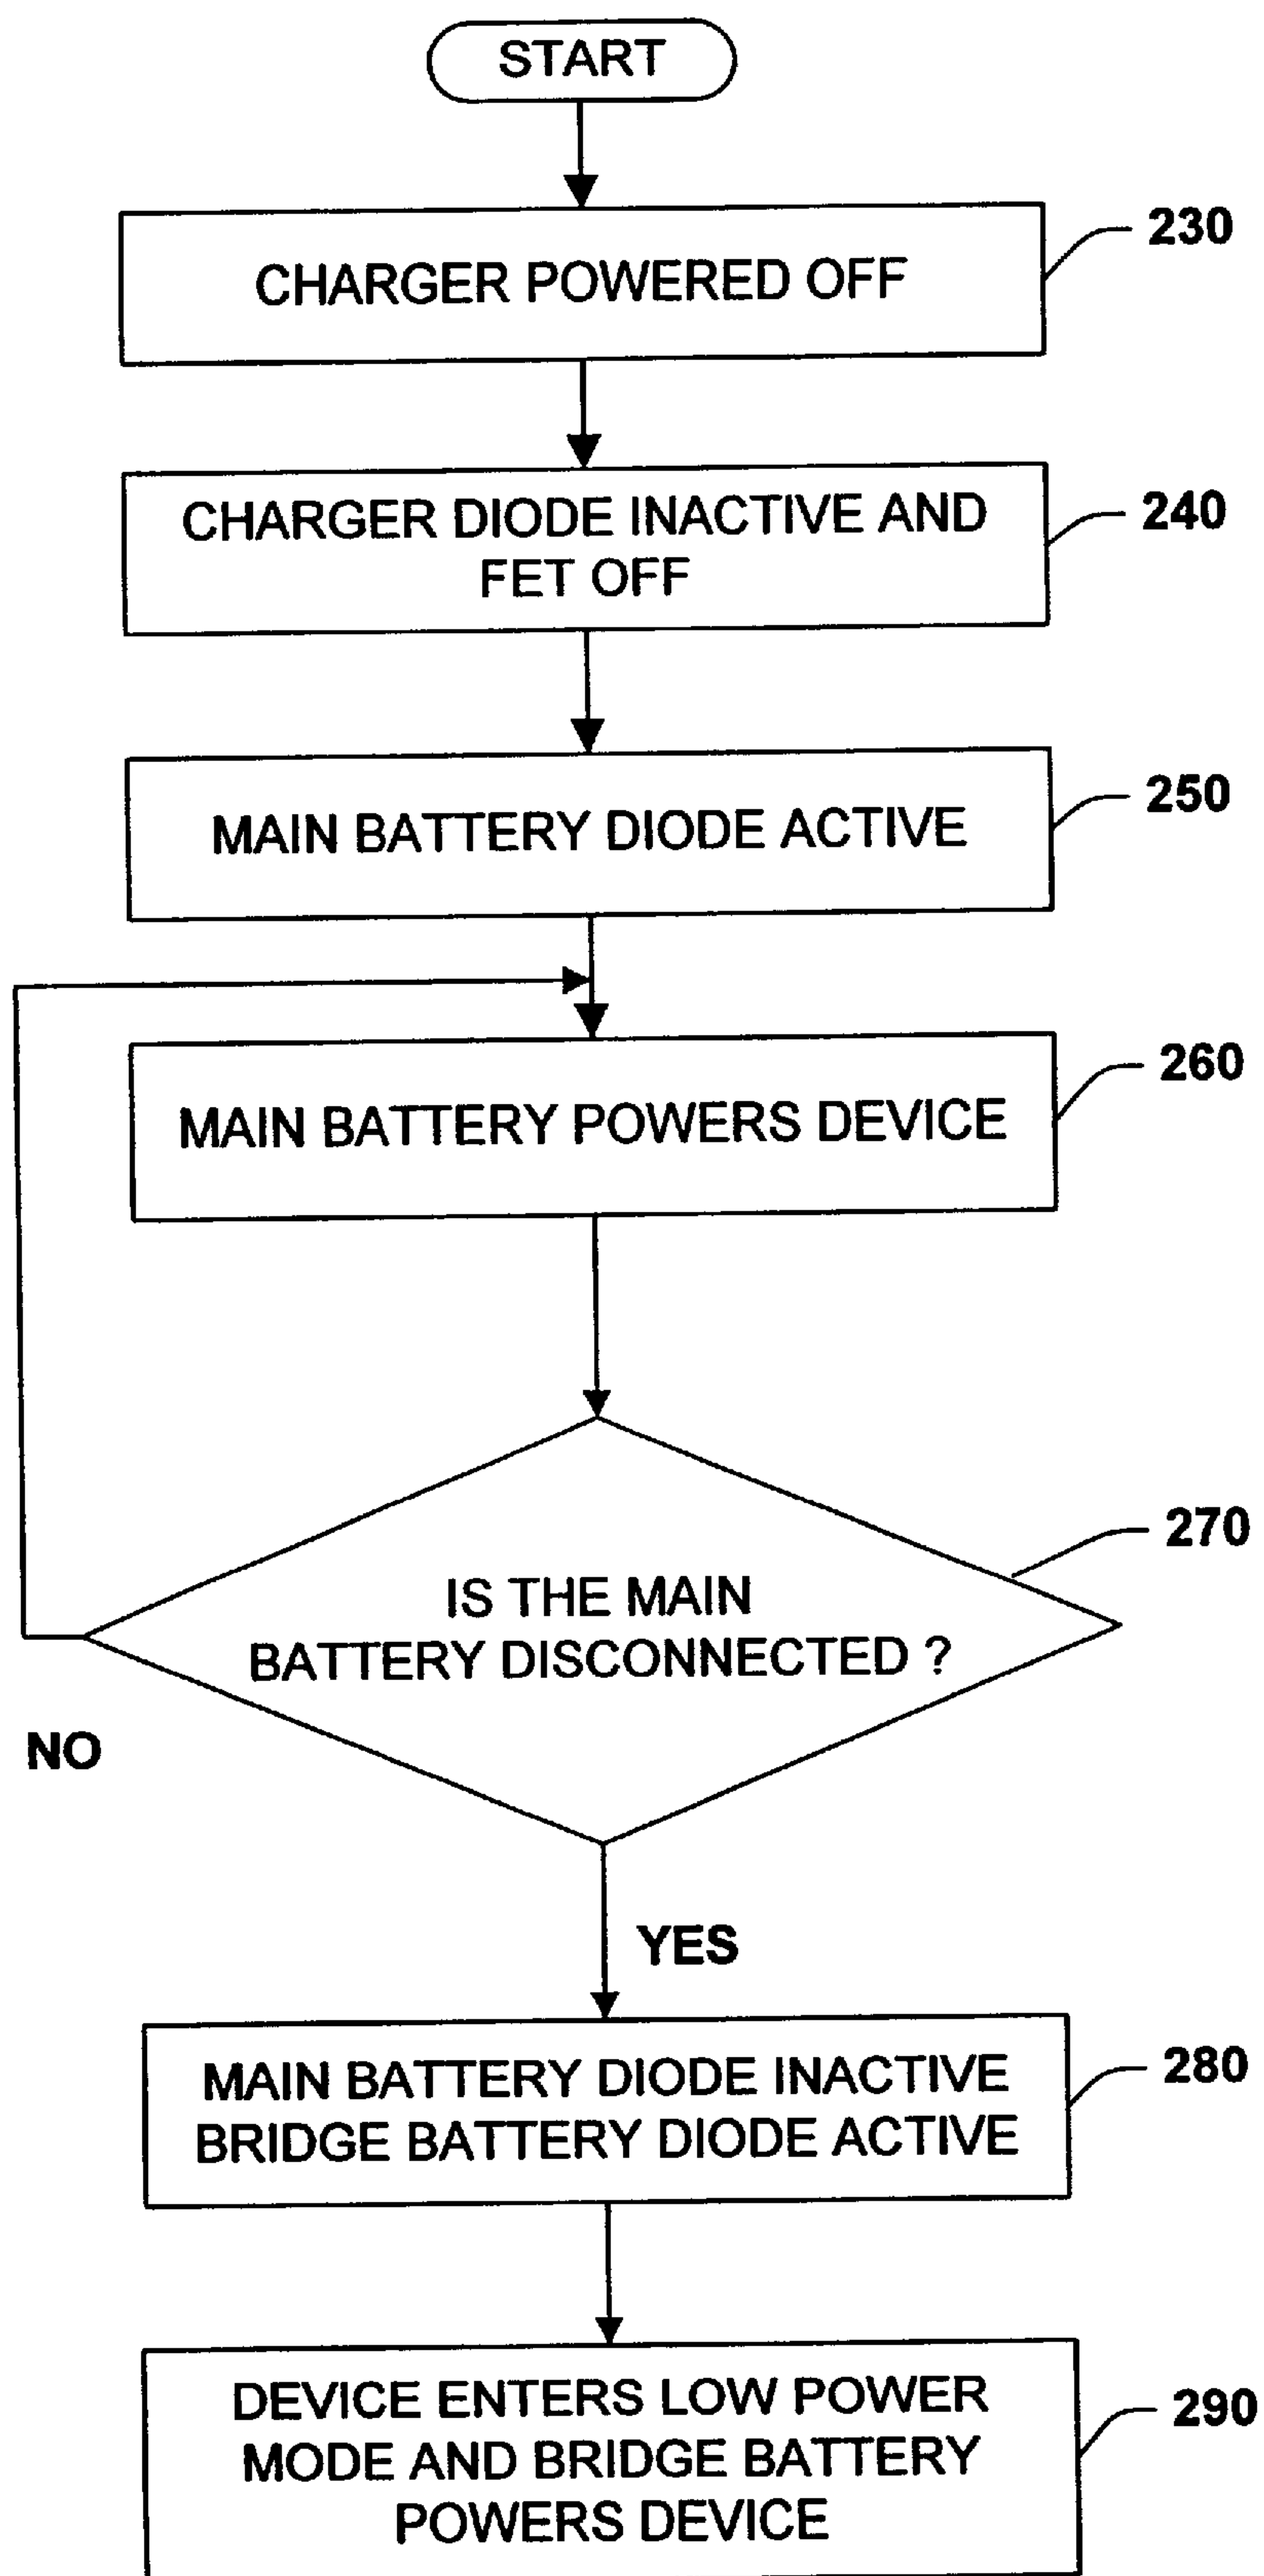 START
CHARGER POWERED OFF
230
CHARGER DIODE INACTIVE AND
FET OFF
240
MAIN BATTERY DIODE ACTIVE
250
MAIN BATTERY POWERS DEVICE
260
IS THE MAIN
BATTERY DISCONNECTED ?
270
NO
YES
MAIN BATTERY DIODE INACTIVE
BRIDGE BATTERY DIODE ACTIVE
280
DEVICE ENTERS LOW POWER
MODE AND BRIDGE BATTERY
POWERS DEVICE
290